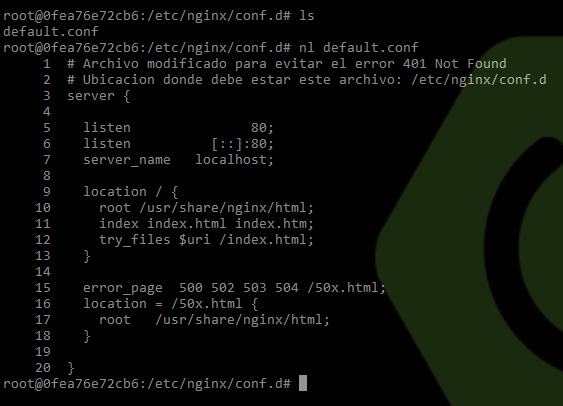 root@0fea76e72cb6:/etc/nginx/conf.d# ls
default.conf
root@0fea76e72cb6:/etc/nginx/conf.d# nl default.conf
     1  # Archivo modificado para evitar el error 401 Not Found
     2  # Ubicacion donde debe estar este archivo: /etc/nginx/conf.d
     3  server {
     4
     5    listen               80;
     6    listen          [::]:80;
     7    server_name   localhost;
     8
     9    location / {
    10      root /usr/share/nginx/html;
    11      index index.html index.htm;
    12      try_files $uri /index.html;
    13    }
    14
    15    error_page  500 502 503 504 /50x.html;
    16    location = /50x.html {
    17      root   /usr/share/nginx/html;
    18    }
    19
    20  }
root@0fea76e72cb6:/etc/nginx/conf.d#